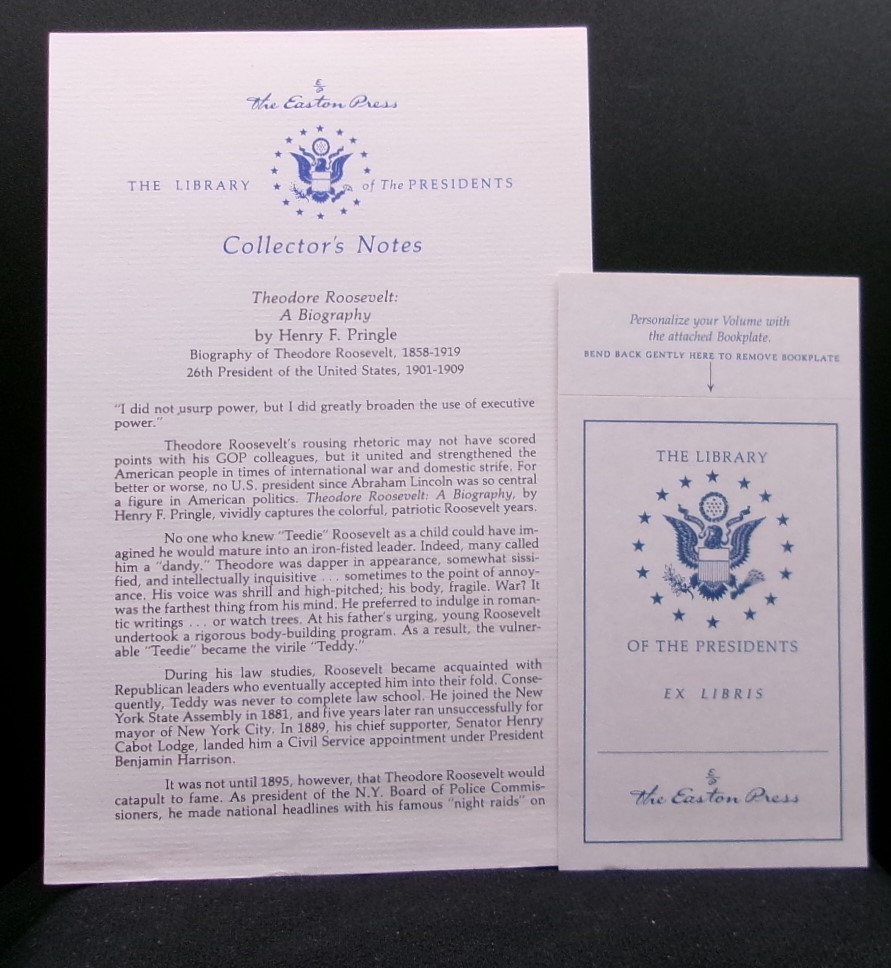 The Easton Press
THE LIBRARY of The PRESIDENTS
Collector's Notes
Theodore Roosevelt:
A Biography
by Henry F. Pringle
Biography of Theodore Roosevelt, 1858-1919
26th President of the United States, 1901-1909
"I did not usurp power, but I did greatly broaden the use of executive
power."
Theodore Roosevelt's rousing rhetoric may not have scored
points with his GOP colleagues, but it united and strengthened the
American people in times of international war and domestic strife. For
better or worse, no U.S. president since Abraham Lincoln was so central
a figure in American politics. Theodore Roosevelt: A Biography, by
Henry F. Pringle, vividly captures the colorful, patriotic Roosevelt years.
No one who knew "Teedie" Roosevelt as a child could have im-
agined he would mature into an iron-fisted leader. Indeed, many called
him a "dandy." Theodore was dapper in appearance, somewhat sissi-
fied, and intellectually inquisitive . . . sometimes to the point of annoy-
ance. His voice was shrill and high-pitched; his body, fragile. War? It
was the farthest thing from his mind. He preferred to indulge in roman-
tic writings . . . or watch trees. At his father's urging, young Roosevelt
undertook a rigorous body-building program. As a result, the vulner-
able "Teedie" became the virile "Teddy."
During his law studies, Roosevelt became acquainted with
Republican leaders who eventually accepted him into their fold. Conse-
quently, Teddy was never to complete law school. He joined the New
York State Assembly in 1881, and five years later ran unsuccessfully for
mayor of New York City. In 1889, his chief supporter, Senator Henry
Cabot Lodge, landed him a Civil Service appointment under President
Benjamin Harrison.
It was not until 1895, however, that Theodore Roosevelt would
catapult to fame. As president of the N.Y. Board of Police Commis-
sioners, he made national headlines with his famous "night raids" on
Personalize your Volume with
the attached Bookplate.
BEND BACK GENTLY HERE TO REMOVE BOOKPLATE
THE LIBRARY
OF THE PRESIDENTS
EX LIBRIS
The Easton Press